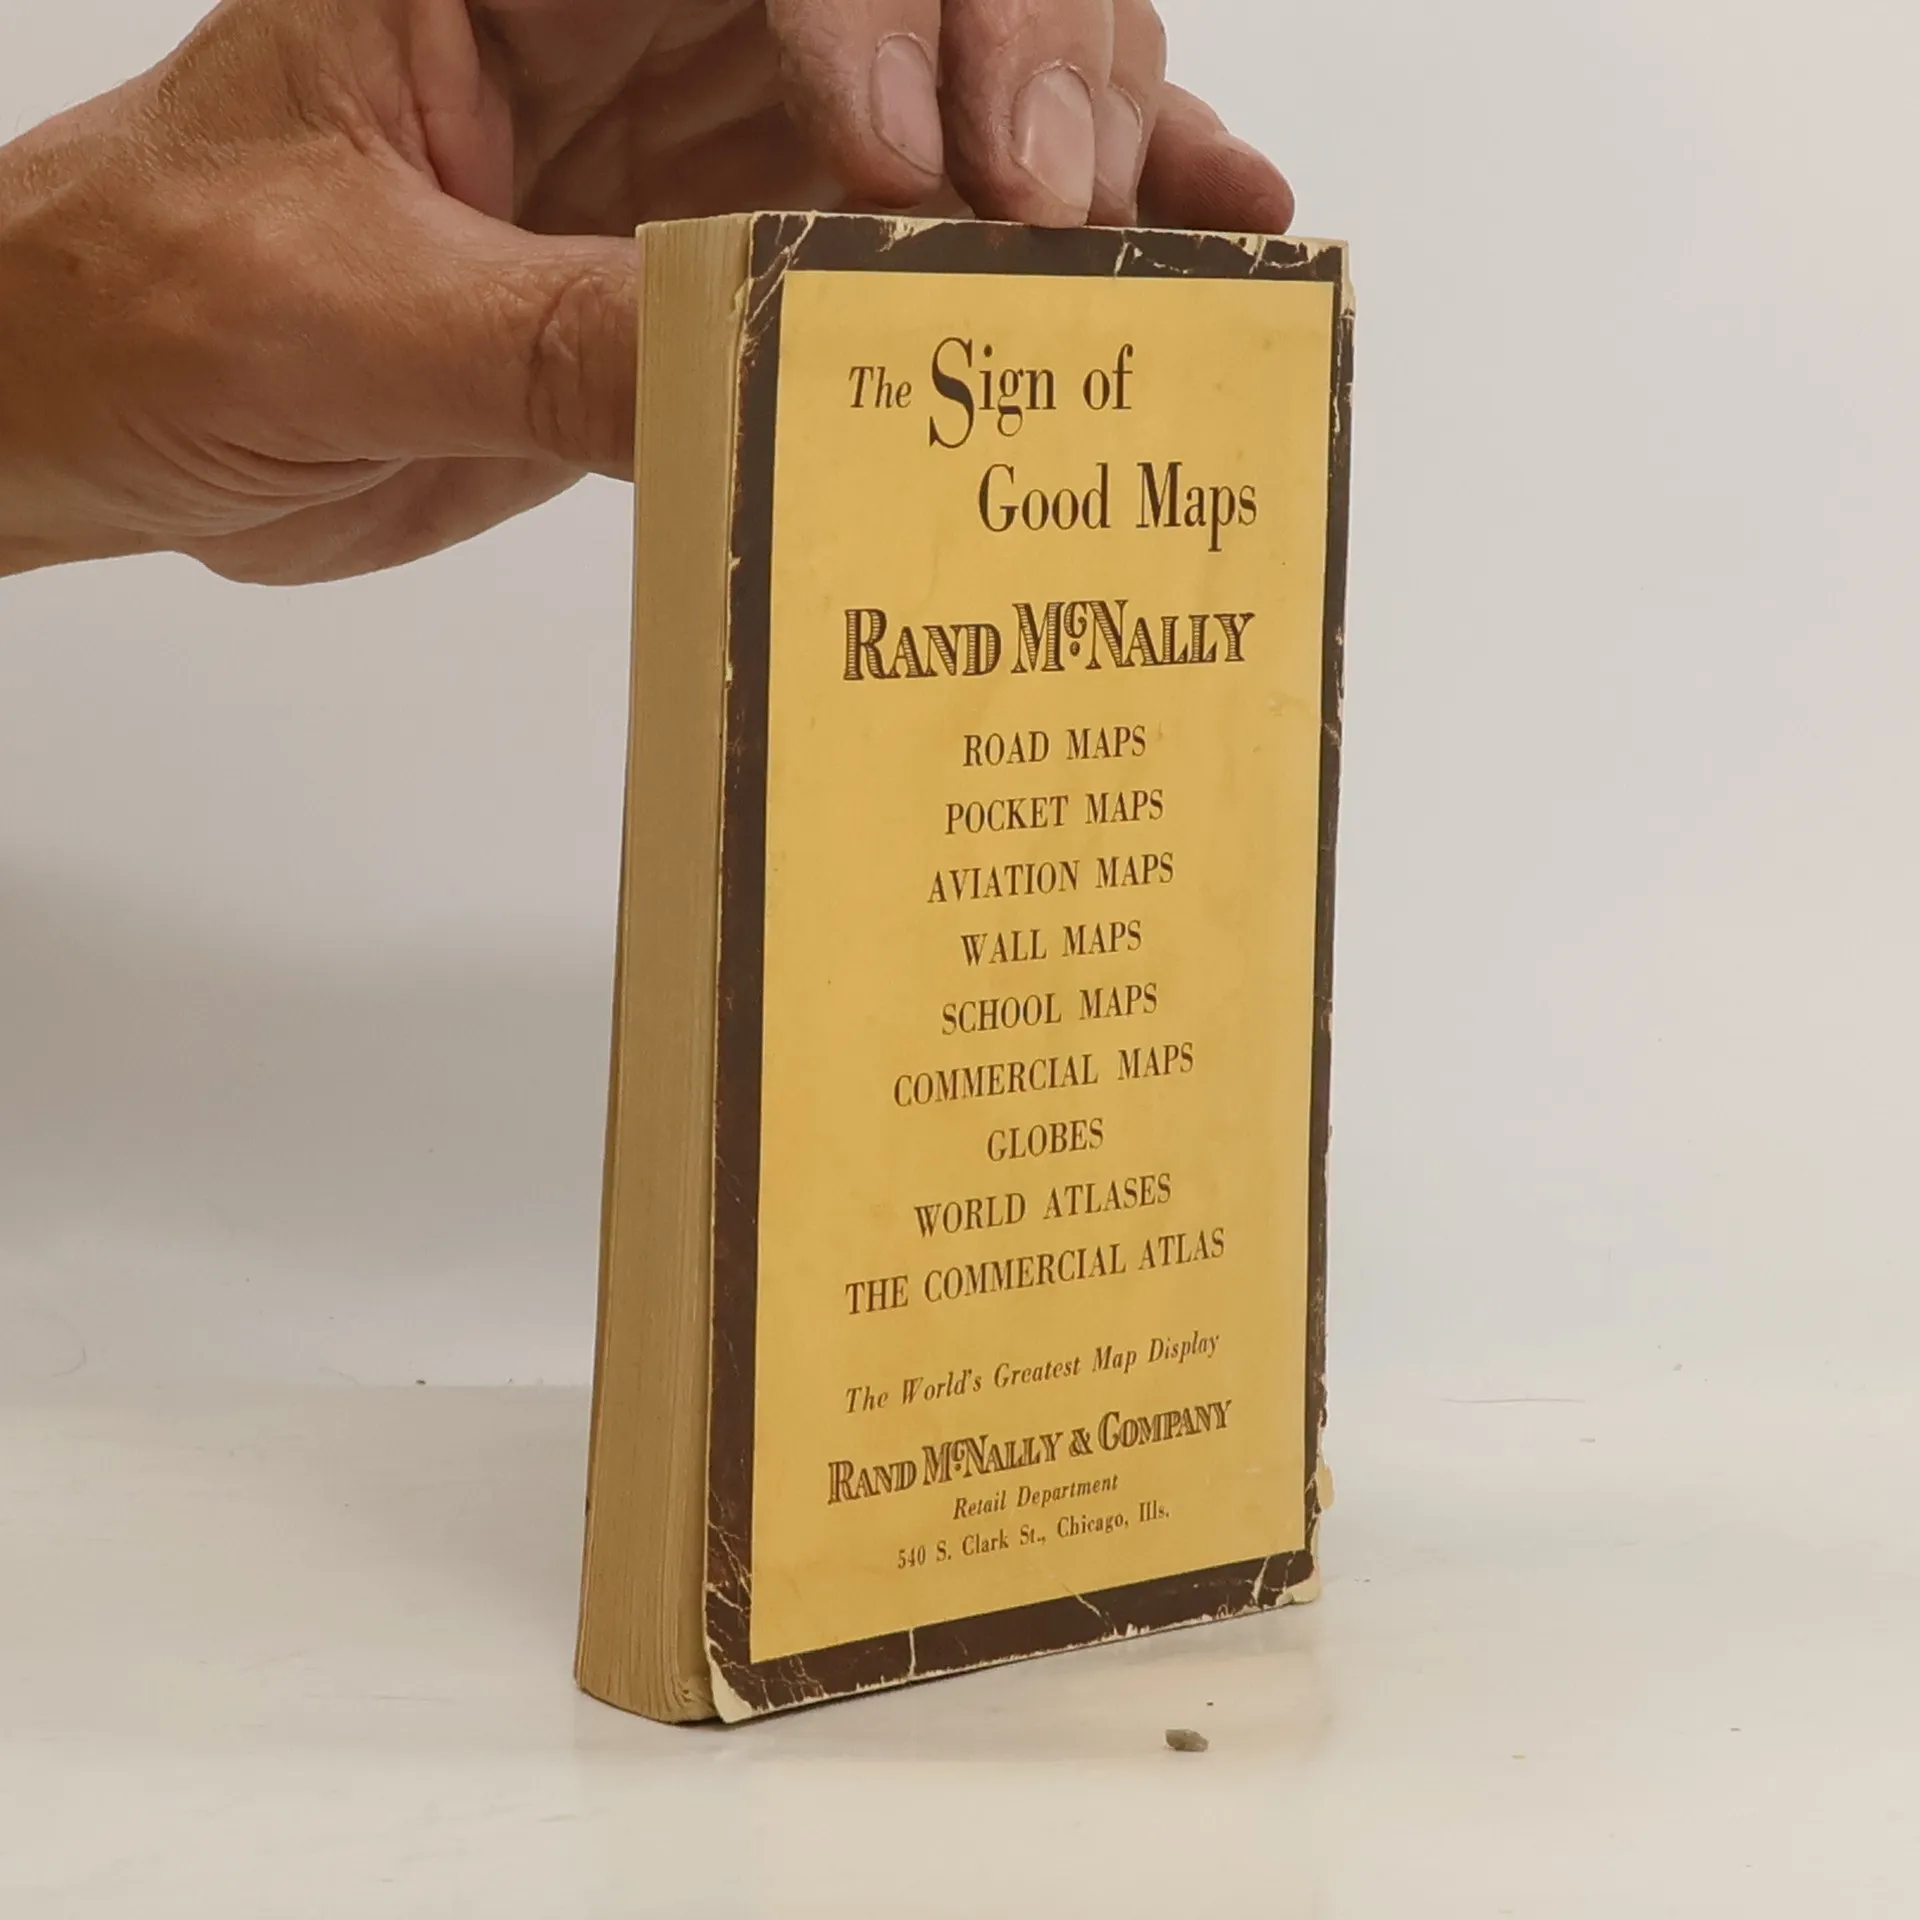 The Sign of
Good Maps
RAND McNALLY
ROAD MAPS
POCKET MAPS
AVIATION MAPS
WALL MAPS
SCHOOL MAPS
COMMERCIAL MAPS
GLOBES
WORLD ATLASES
THE COMMERCIAL ATLAS
The World's Greatest Map Display
RAND McNALLY & COMPANY
Retail Department
540 S. Clark St., Chicago, Ills.